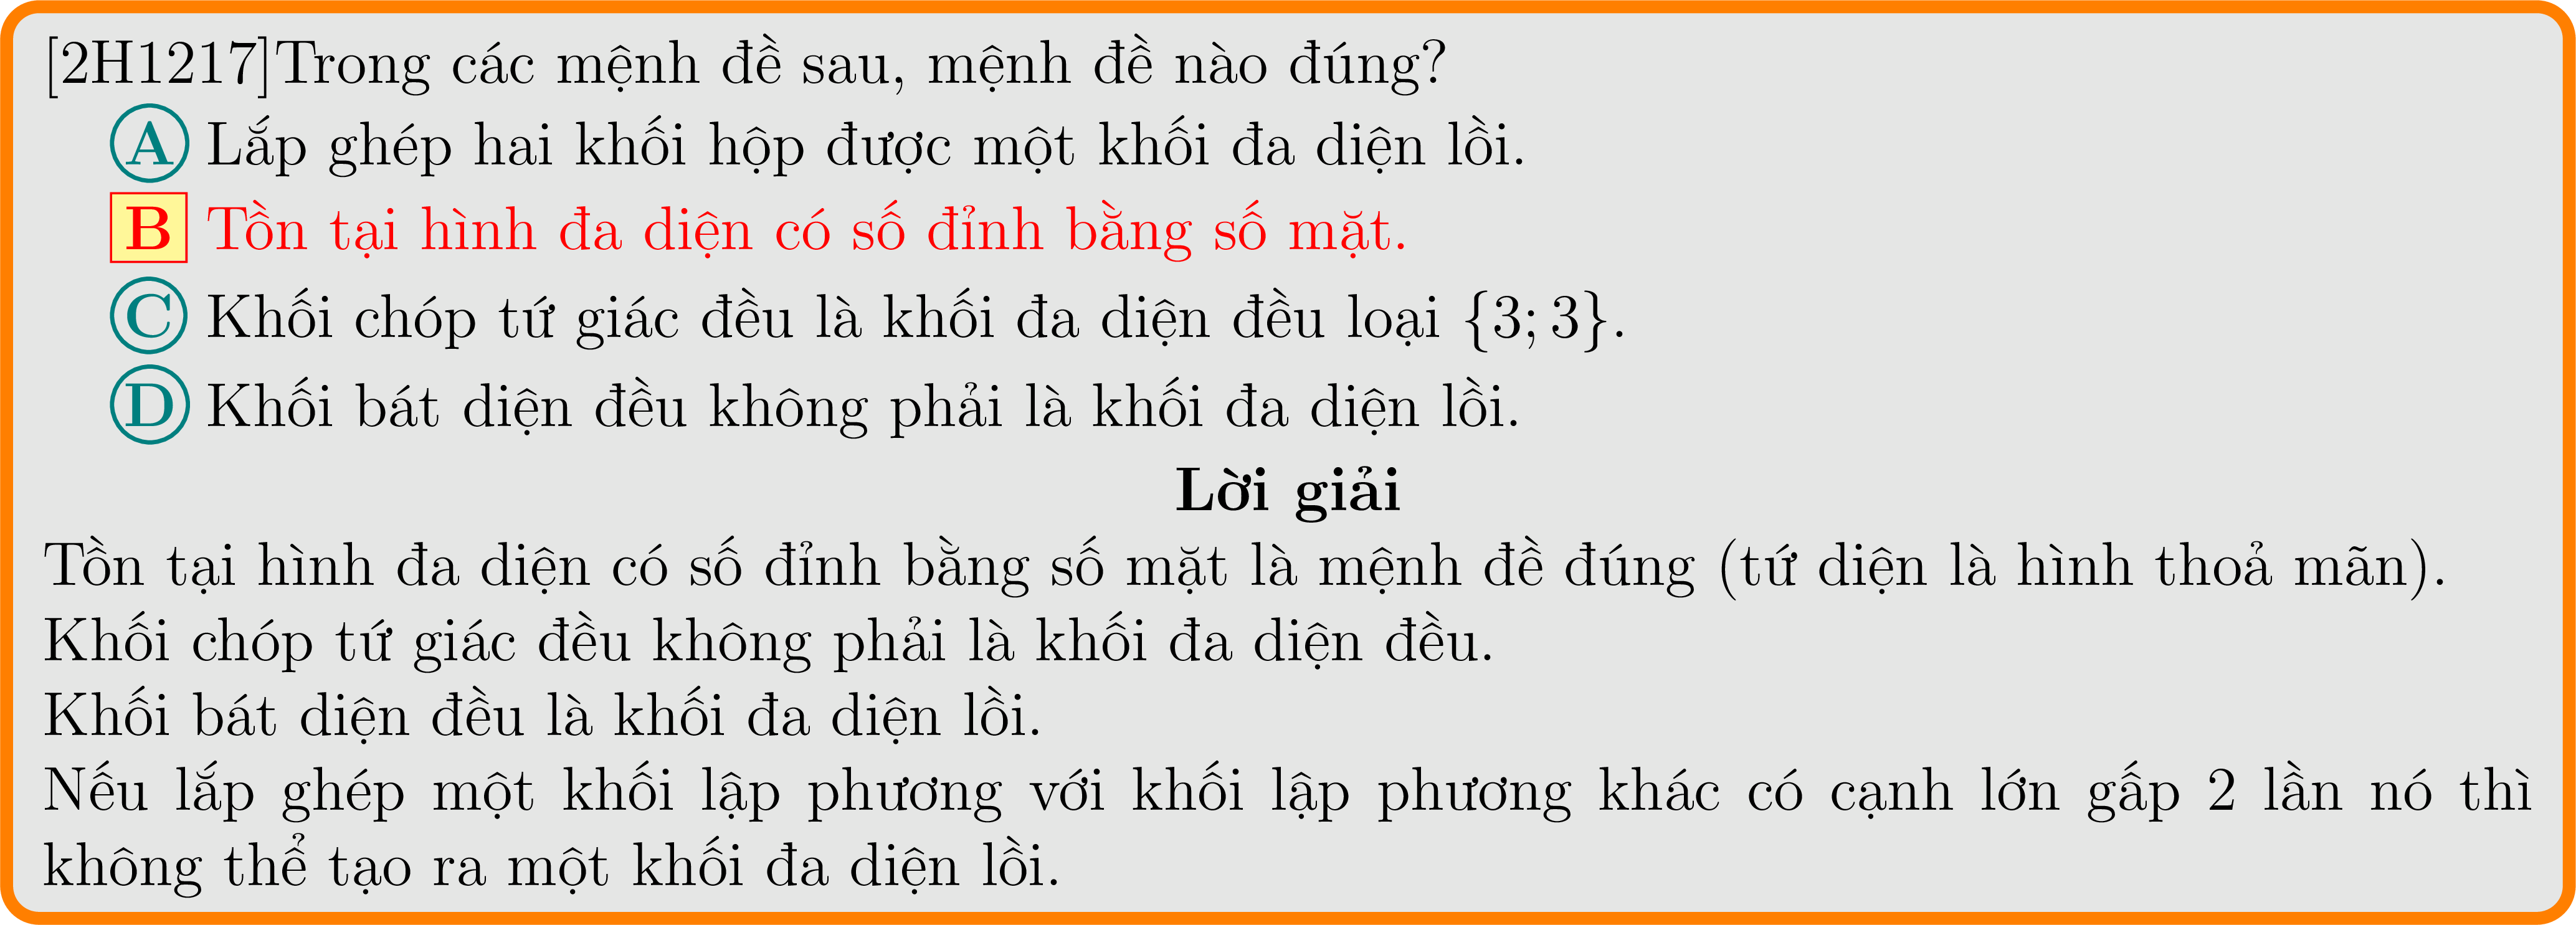 [2H1217]Trong các mệnh đề sau, mệnh đề nào đúng?
A Lắp ghép hai khối hộp được một khối đa diện lồi.
B Tồn tại hình đa diện có số đỉnh bằng số mặt.
C Khối chóp tứ giác đều là khối đa diện đều loại {3; 3}.
D Khối bát diện đều không phải là khối đa diện lồi.
Lời giải
Tồn tại hình đa diện có số đỉnh bằng số mặt là mệnh đề đúng (tứ diện là hình thoả mãn).
Khối chóp tứ giác đều không phải là khối đa diện đều.
Khối bát diện đều là khối đa diện lồi.
Nếu lắp ghép một khối lập phương với khối lập phương khác có cạnh lớn gấp 2 lần nó thì
không thể tạo ra một khối đa diện lồi.